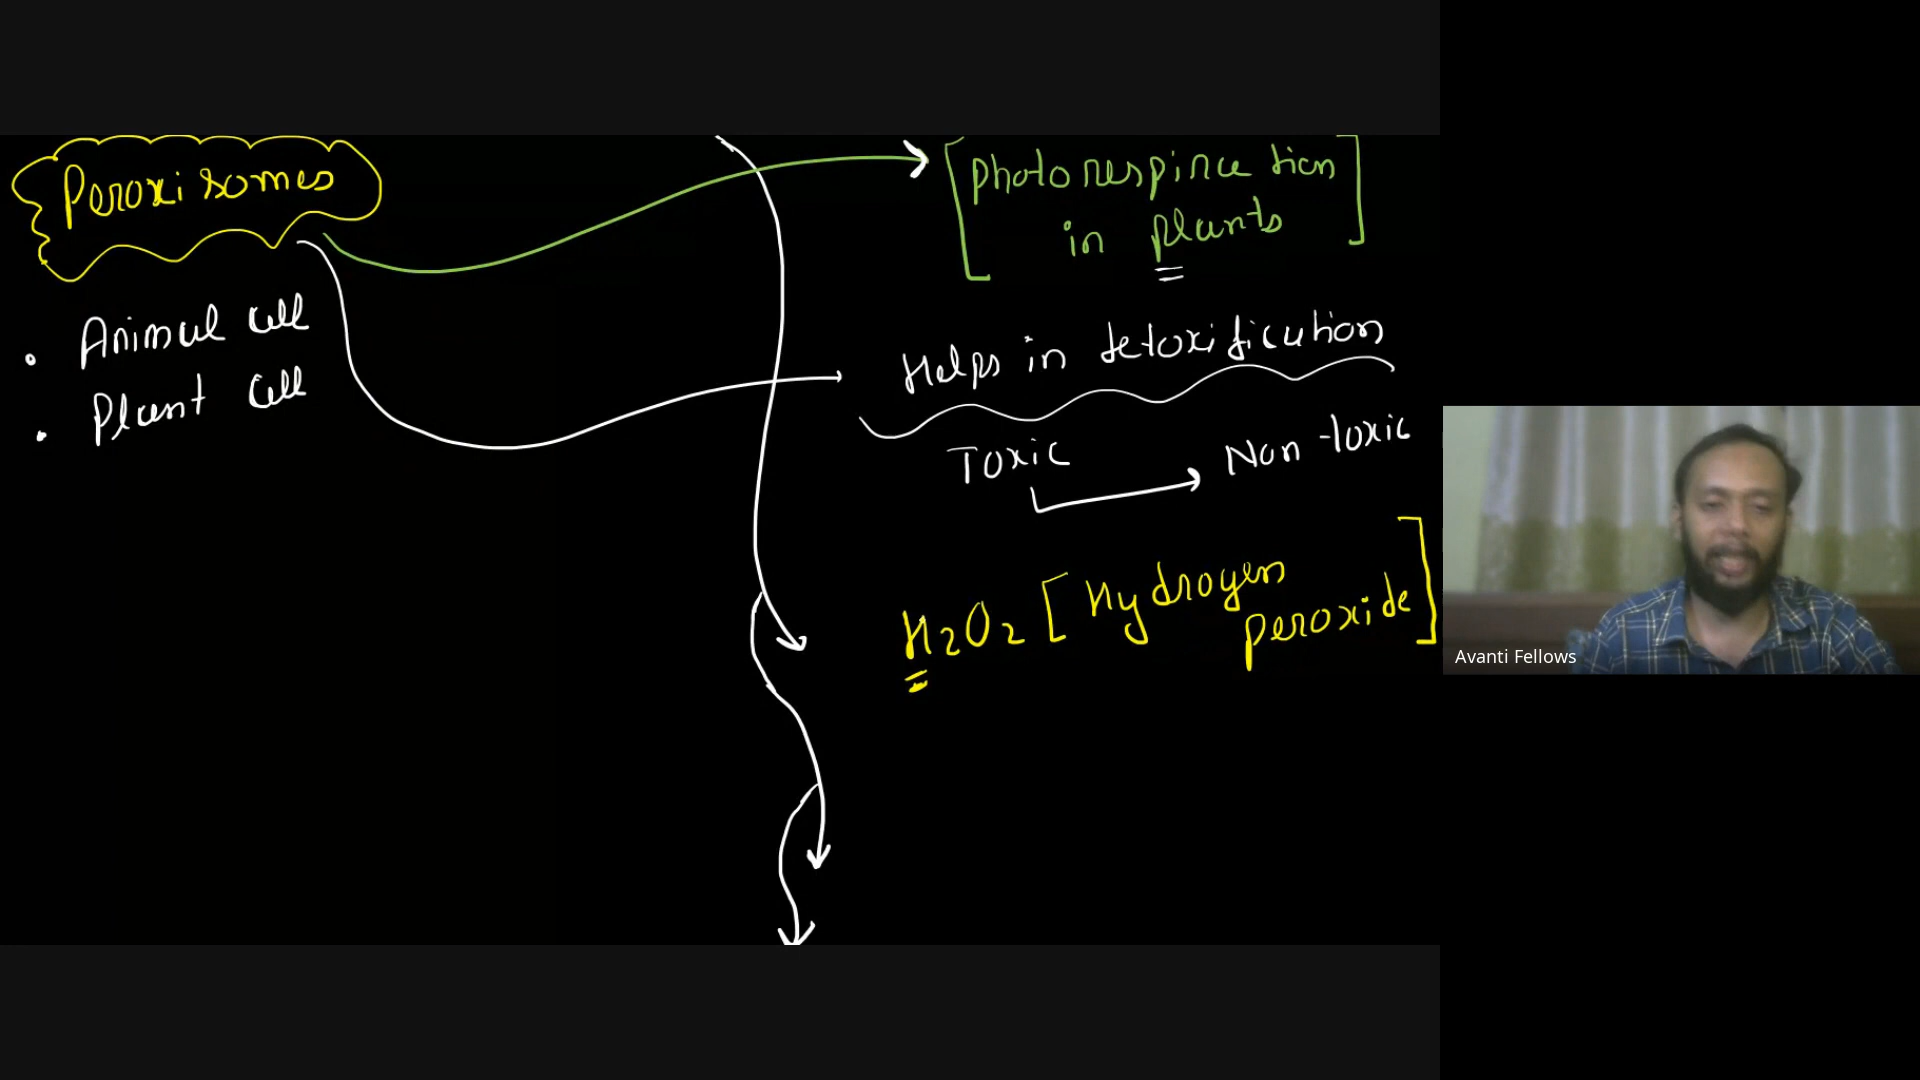 Peroxisomes
• Animal cell
• Plant cell
[Photorespiration
in plants]
Helps in detoxification
Toxic → Non-toxic
H2O2 [Hydrogen
peroxide]
Avanti Fellows